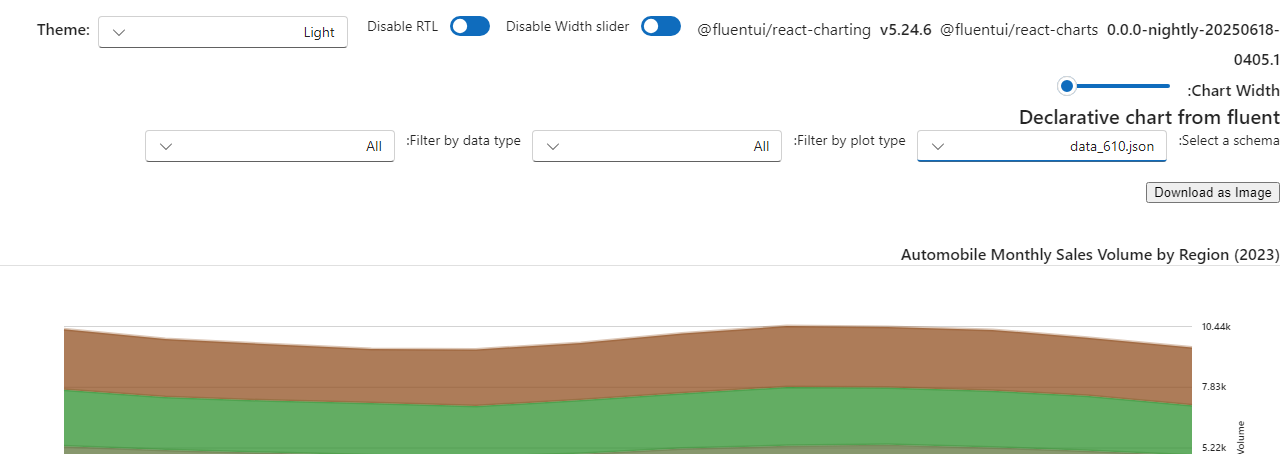 Theme: Light Disable RTL Disable Width slider @fluentui/react-charting v5.24.6 @fluentui/react-charts 0.0.0-nightly-20250618-
0405.1
:Chart Width
Declarative chart from fluent
:Select a schema data_610.json :Filter by plot type All :Filter by data type All
Download as Image
Automobile Monthly Sales Volume by Region (2023)
10.44k
7.83k
5.22k
Volume